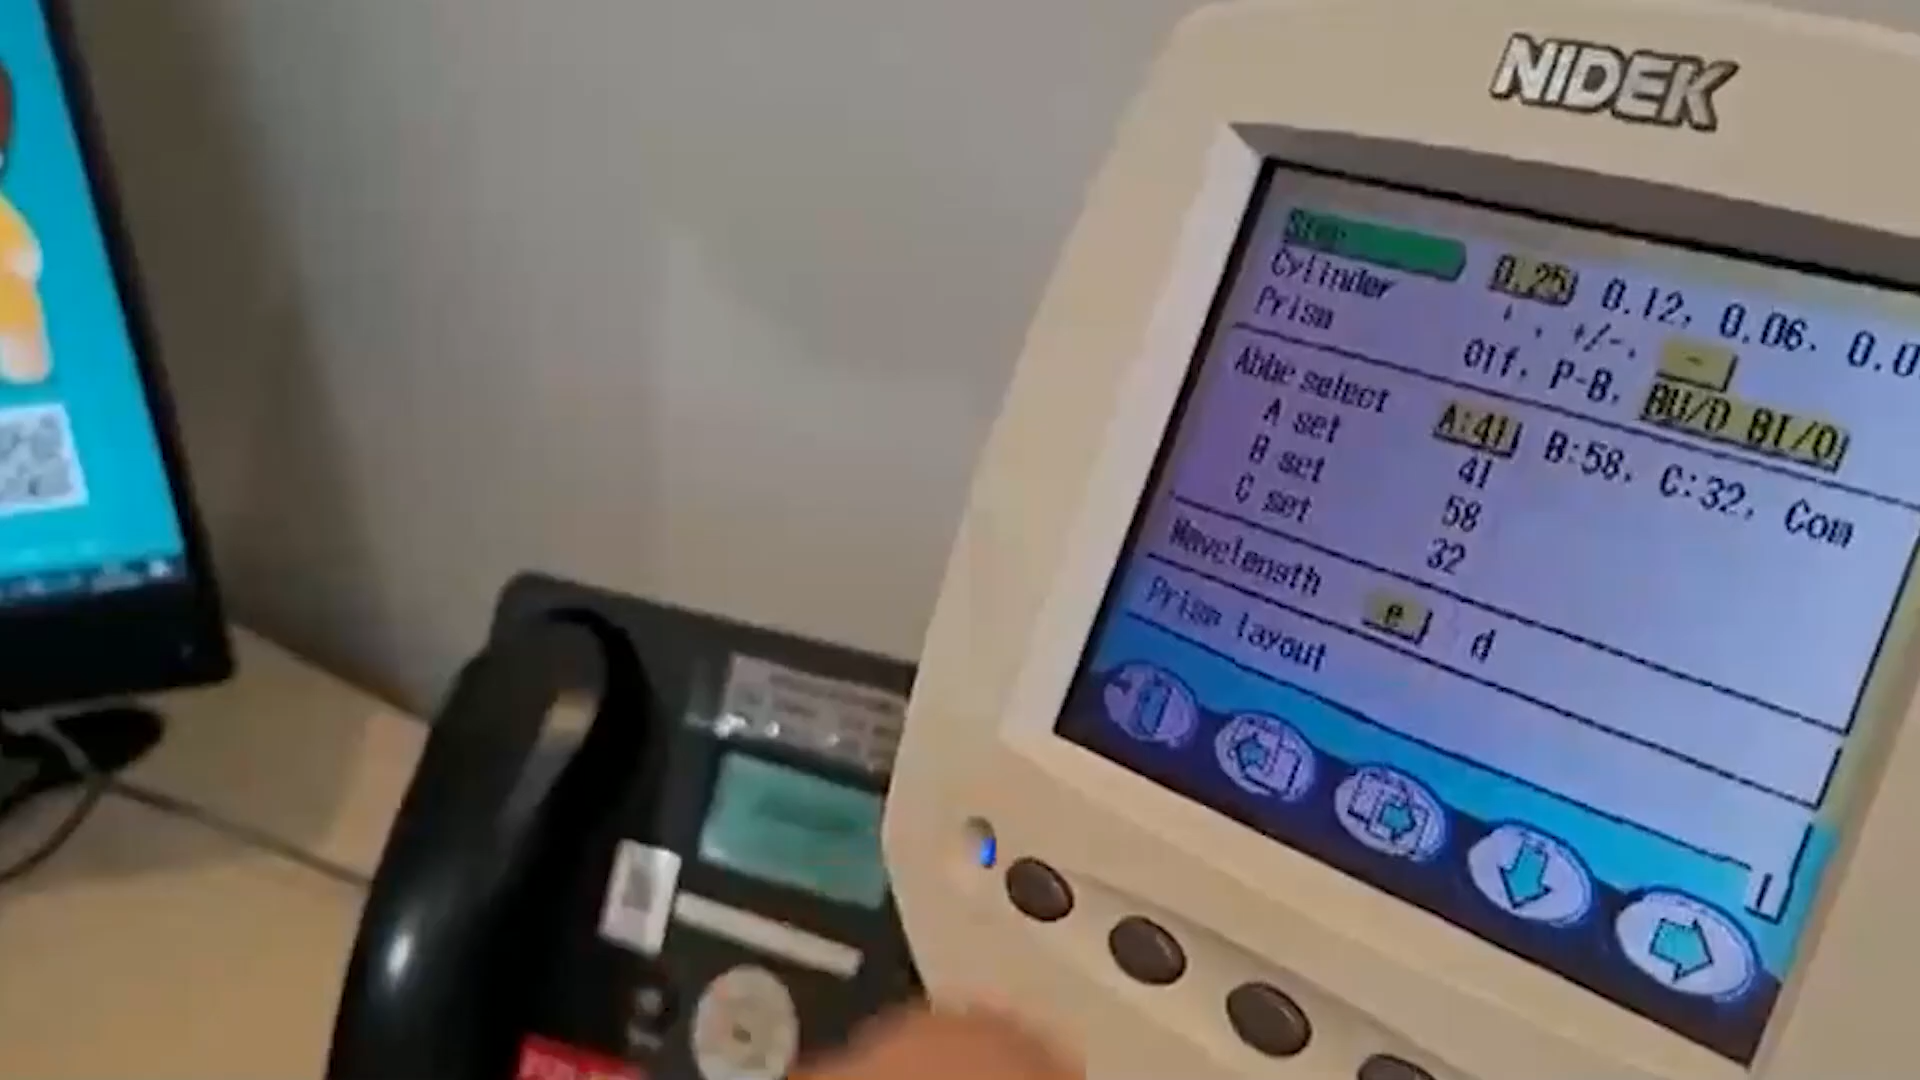 NIDEK
Step 0.25 0.12, 0.06. 0.0
Cylinder + , +/-, -
Prism Off, P-B, BU/D BI/O
Abbe select A:41 B:58, C:32, Com
A set 41
B set 58
C set 32
Wavelength e d
Prism layout